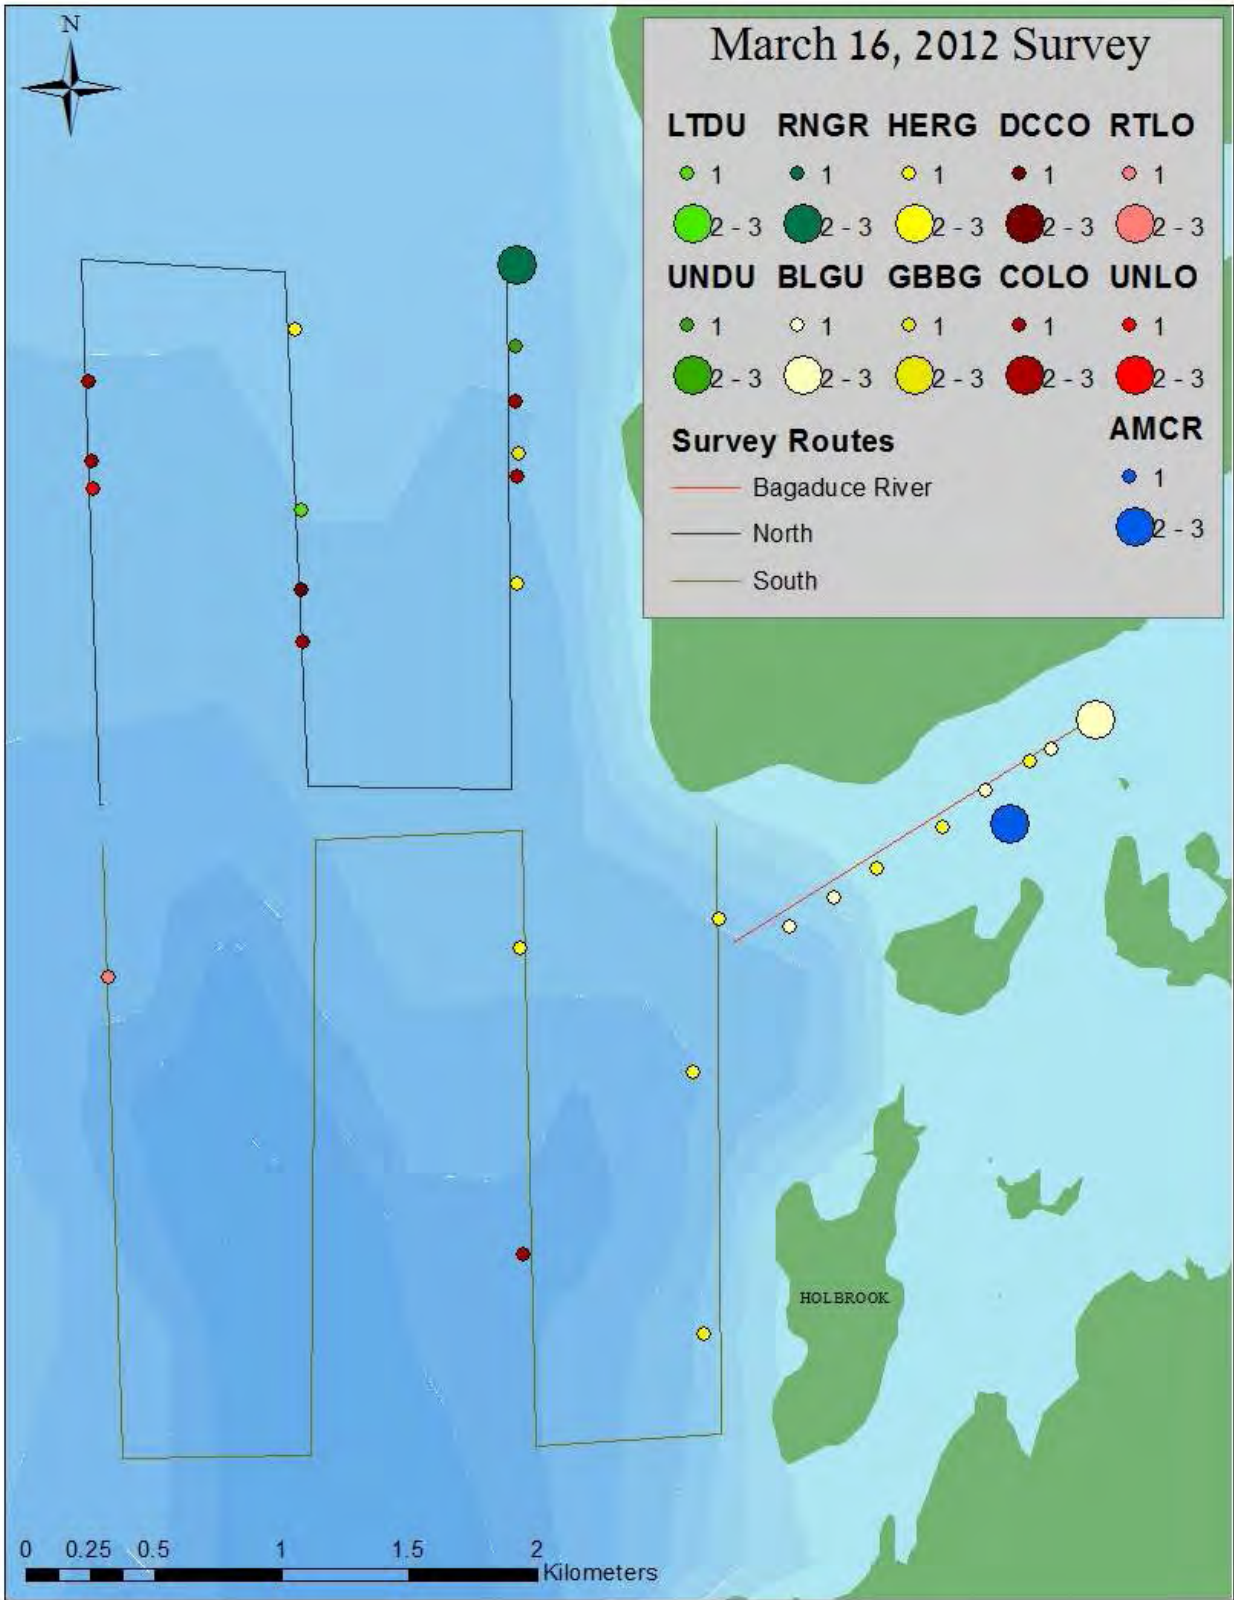 N
March 16, 2012 Survey
LTDU RNGR HERG DCCO RTLO
1 1 1 1 1
2 - 3 2 - 3 2 - 3 2 - 3 2 - 3
UNDU BLGU GBBG COLO UNLO
1 1 1 1 1
2 - 3 2 - 3 2 - 3 2 - 3 2 - 3
AMCR
Survey Routes
1
Bagaduce River
2 - 3
North
South
HOLBROOK
0 0.25 0.5 1 1.5 2
Kilometers